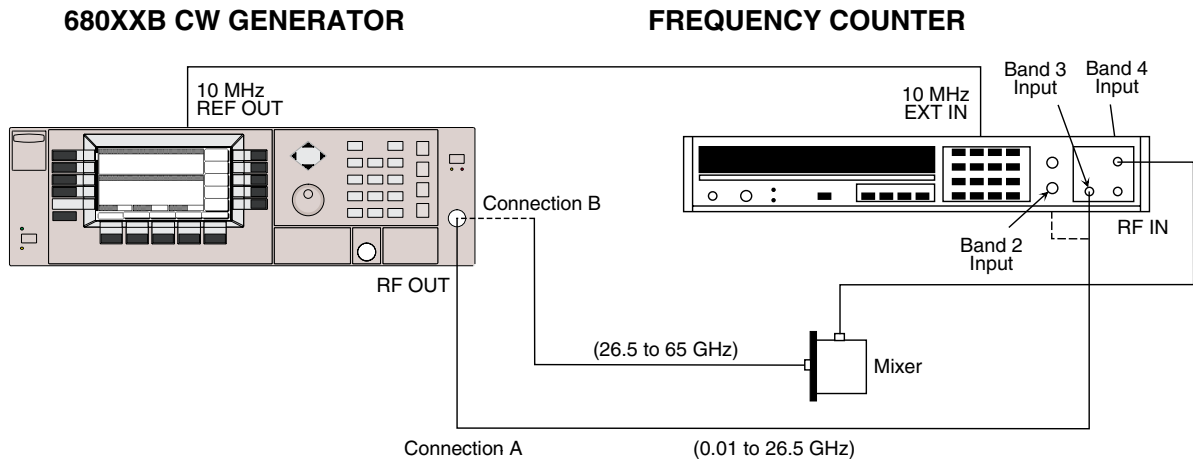 680XXB CW GENERATOR
FREQUENCY COUNTER
10 MHz
REF OUT
10 MHz
EXT IN
Band 3
Input
Band 4
Input
Connection B
Band 2
Input
RF IN
RF OUT
(26.5 to 65 GHz)
Mixer
Connection A
(0.01 to 26.5 GHz)